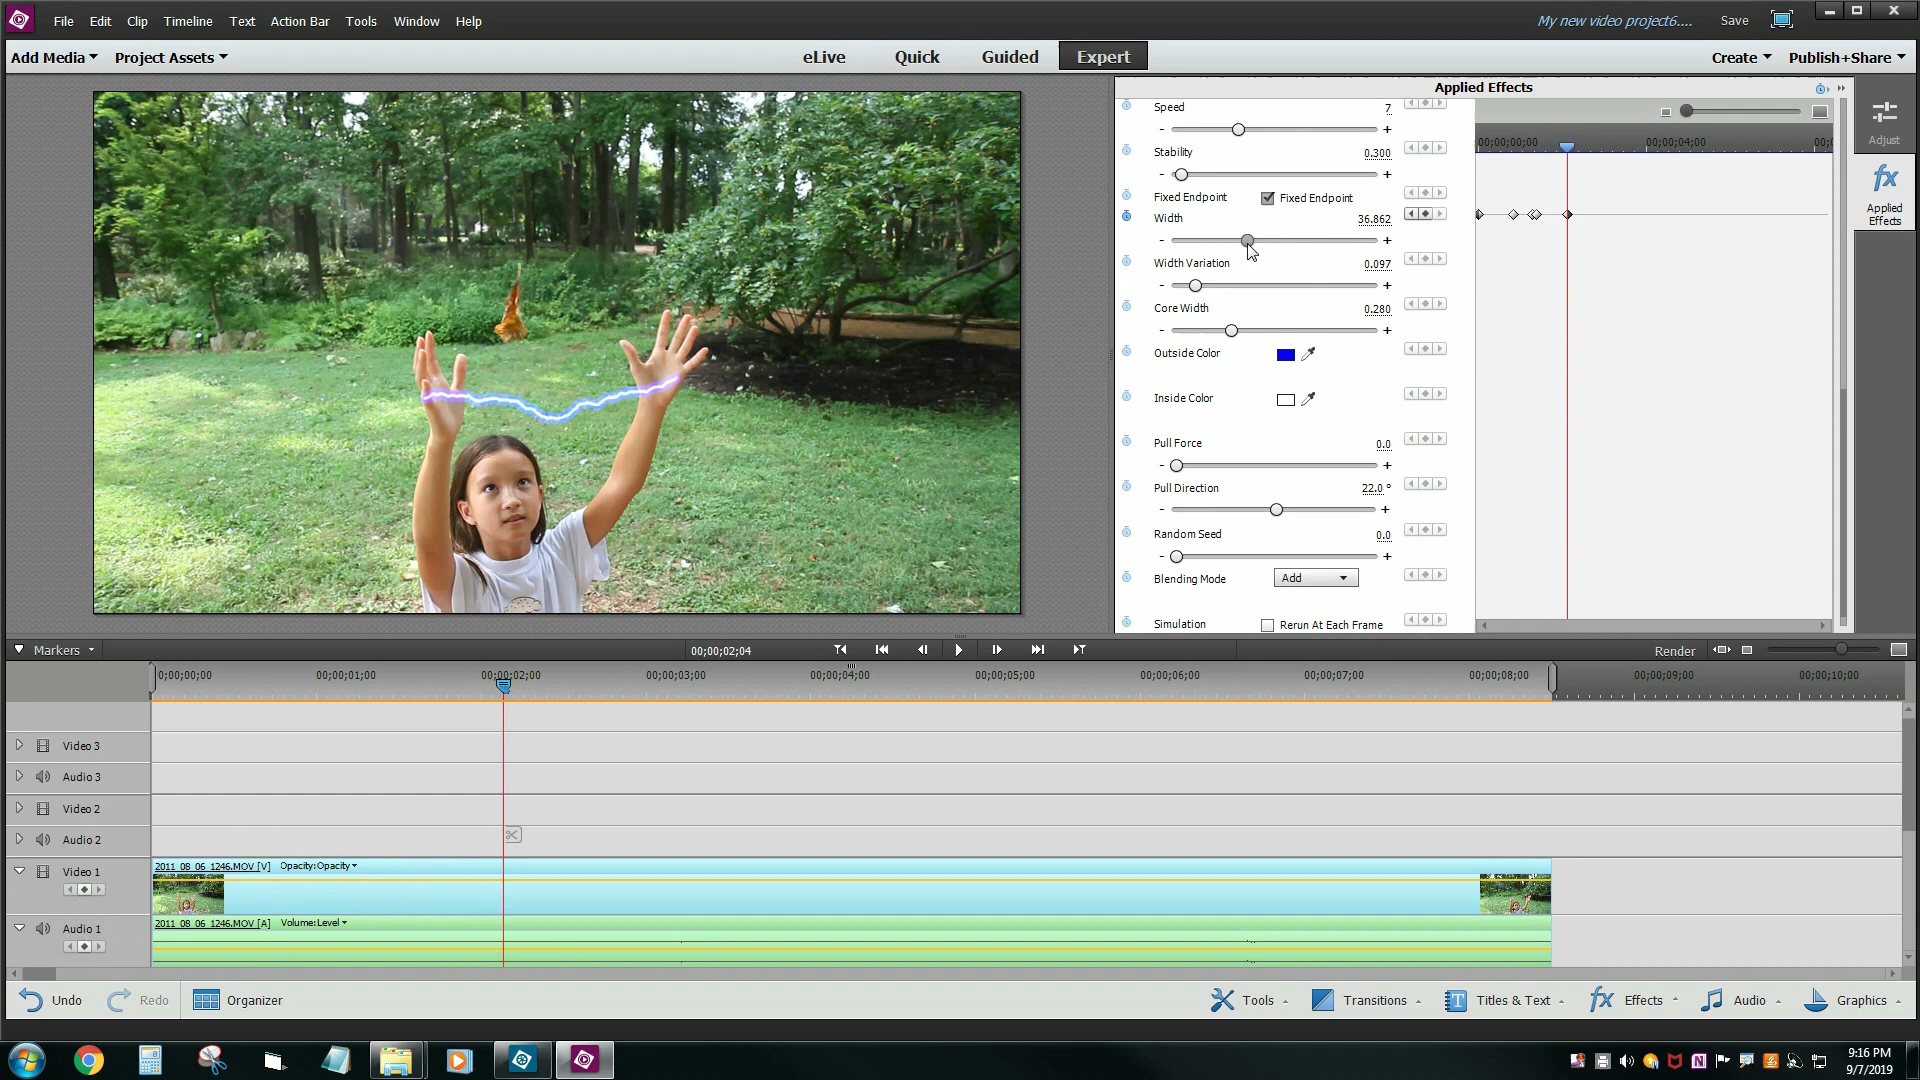 File Edit Clip Timeline Text Action Bar Tools Window Help My new video project6.... Save
Add Media Project Assets eLive Quick Guided Expert Create Publish+Share
Applied Effects
Speed 7
- +
Stability 0.300
- +
Fixed Endpoint Fixed Endpoint
Width 36.862
- +
Width Variation 0.097
- +
Core Width 0.280
- +
Outside Color
Inside Color
Pull Force 0.0
- +
Pull Direction 22.0 °
- +
Random Seed 0.0
- +
Blending Mode Add
Simulation Rerun At Each Frame
00;00;00;00 00;00;04;00
Adjust
fx
Applied
Effects
Markers 00;00;02;04 Render
0;00;00;00 00;00;01;00 00;00;02;00 00;00;03;00 00;00;04;00 00;00;05;00 00;00;06;00 00;00;07;00 00;00;08;00 00;00;09;00 00;00;10;00
Video 3
Audio 3
Video 2
Audio 2
Video 1 2011_08_06_1246.MOV [V] Opacity:Opacity
Audio 1 2011_08_06_1246.MOV [A] Volume:Level
Undo Redo Organizer Tools Transitions Titles & Text fx Effects Audio Graphics
9:16 PM
9/7/2019